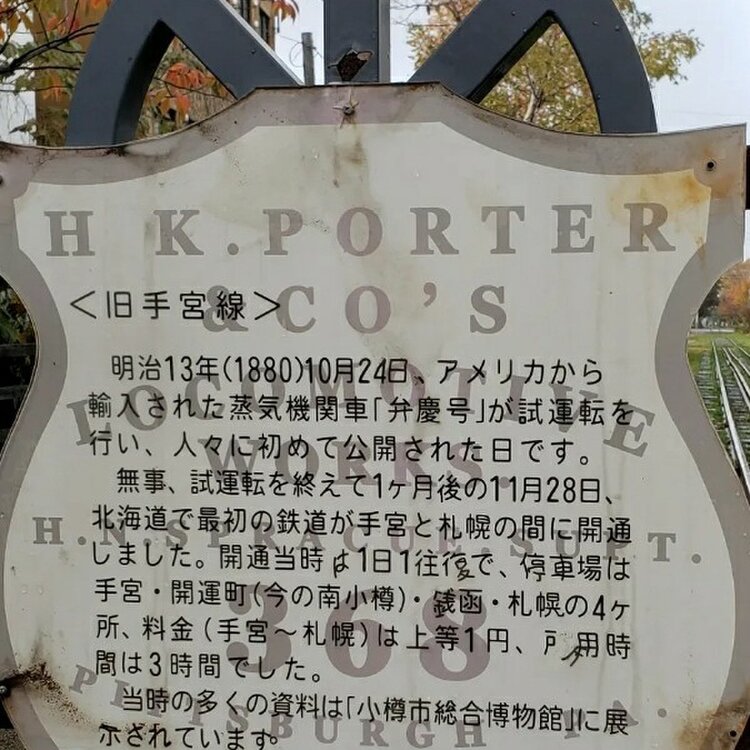 H K. PORTER
& CO'S
LOCOMOTIVE
WORKS.
H. N. SPRAGUE. SUPT.
368
PITTSBURGH PA.
<旧手宮線>
明治13年(1880)10月24日、アメリカから
輸入された蒸気機関車「弁慶号」が試運転を
行い、人々に初めて公開された日です。
無事、試運転を終えて1ヶ月後の11月28日、
北海道で最初の鉄道が手宮と札幌の間に開通
しました。開通当時は1日1往復で、停車場は
手宮・開運町(今の南小樽)・銭函・札幌の4ヶ
所、料金(手宮〜札幌)は上等1円、用時
間は3時間でした。
当時の多くの資料は「小樽市総合博物館」に展
示されています。